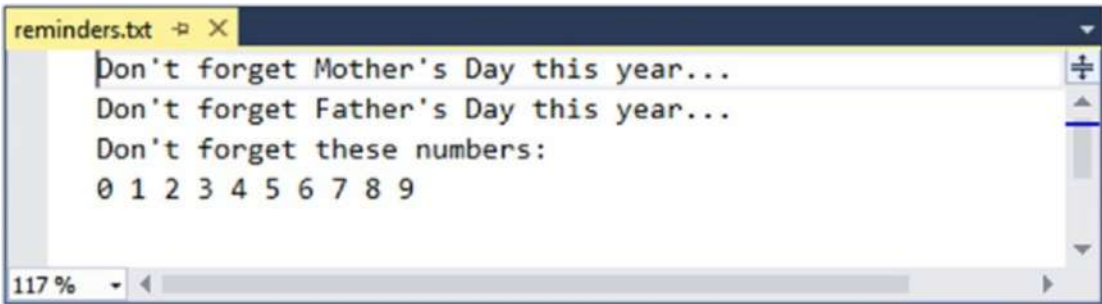 reminders.txt
Don't forget Mother's Day this year...
Don't forget Father's Day this year...
Don't forget these numbers:
0 1 2 3 4 5 6 7 8 9
117 %